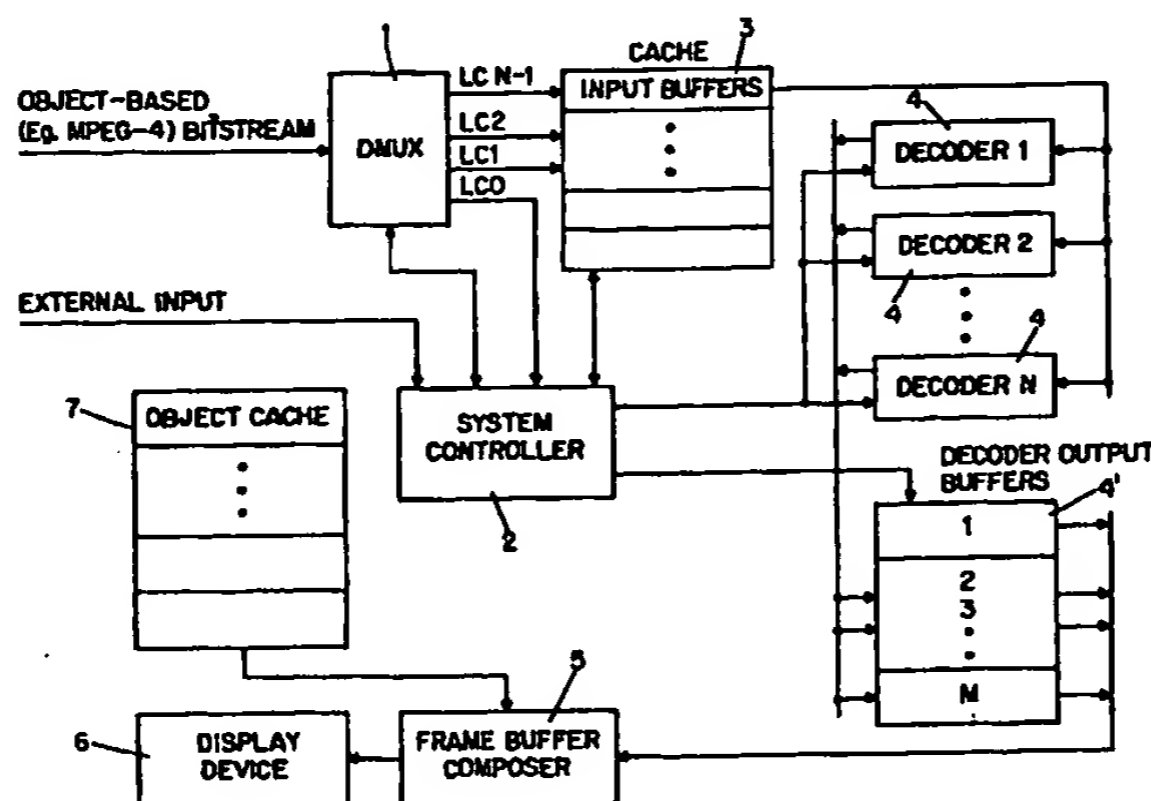 1
3
CACHE
OBJECT-BASED
(Eg. MPEG-4) BITSTREAM
DMUX
LC N-1
LC2
LC1
LC0
INPUT BUFFERS
4
DECODER 1
DECODER 2
4
4
DECODER N
EXTERNAL INPUT
SYSTEM
CONTROLLER
2
7
OBJECT CACHE
DECODER OUTPUT
BUFFERS
4'
1
2
3
M
5
FRAME BUFFER
COMPOSER
6
DISPLAY
DEVICE